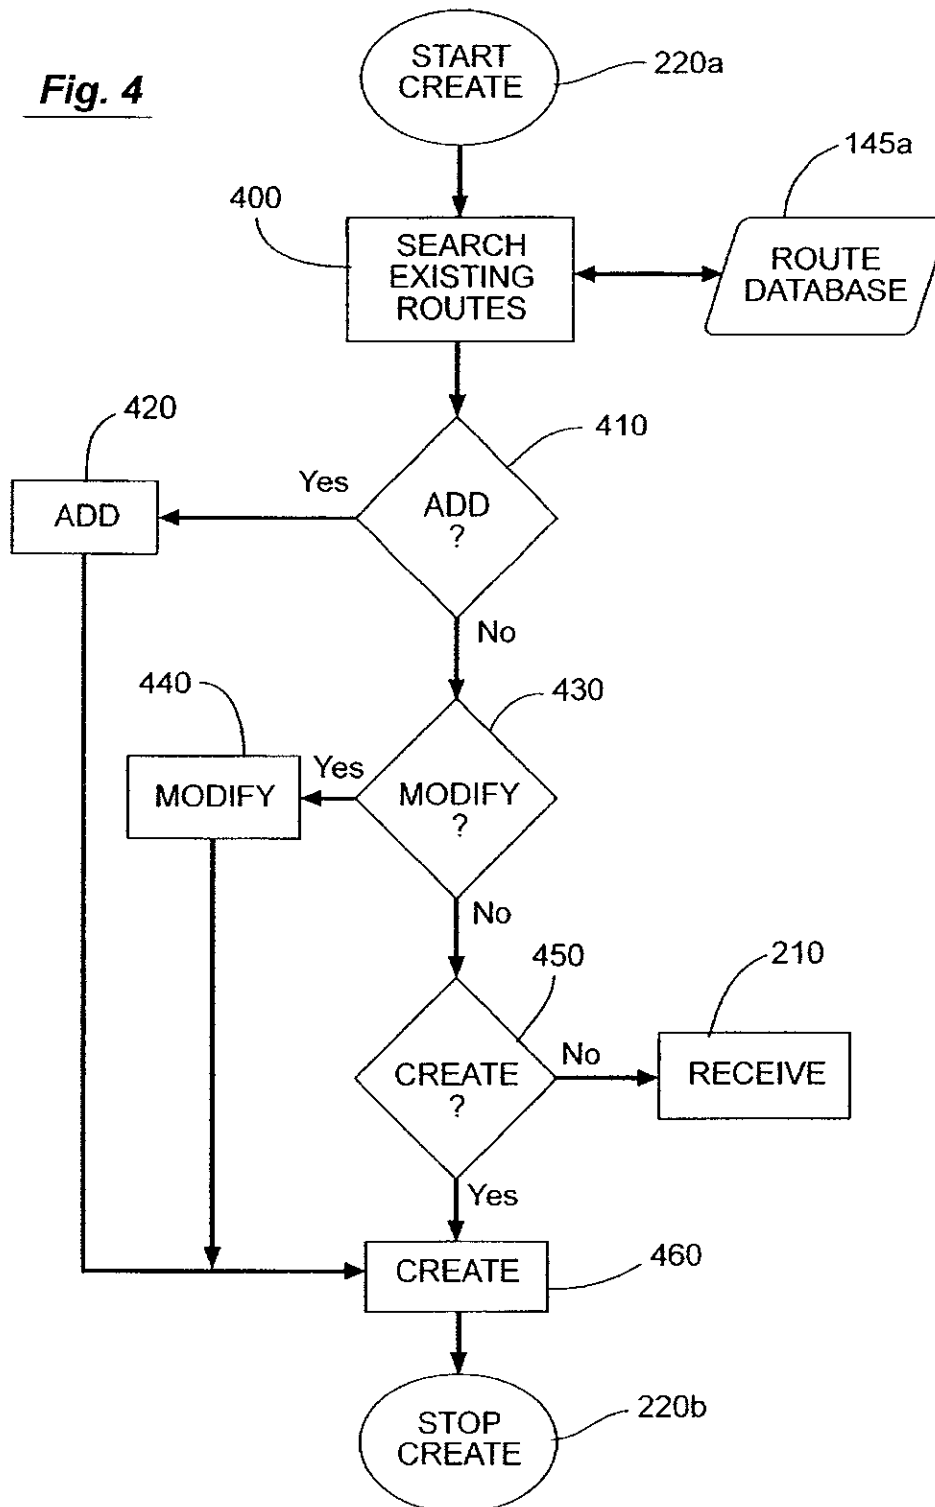 Fig. 4
START
CREATE
220a
145a
400
SEARCH
EXISTING
ROUTES
ROUTE
DATABASE
420
410
Yes
ADD
ADD
?
No
440
430
Yes
MODIFY
MODIFY
?
No
450
210
CREATE
?
No
RECEIVE
Yes
CREATE
460
STOP
CREATE
220b